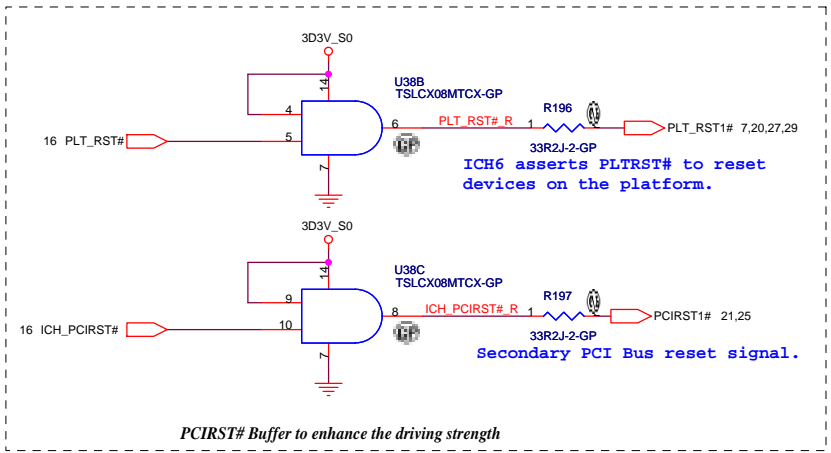 3D3V_S0
U38B
TSLCX08MTCX-GP
14
4
5
6
7
16 PLT_RST#
PLT_RST#_R
1
R196
33R2J-2-GP
PLT_RST1# 7,20,27,29
GP
ICH6 asserts PLTRST# to reset
devices on the platform.
3D3V_S0
U38C
TSLCX08MTCX-GP
14
9
10
8
7
16 ICH_PCIRST#
ICH_PCIRST#_R
1
R197
33R2J-2-GP
PCIRST1# 21,25
GP
Secondary PCI Bus reset signal.
PCIRST# Buffer to enhance the driving strength